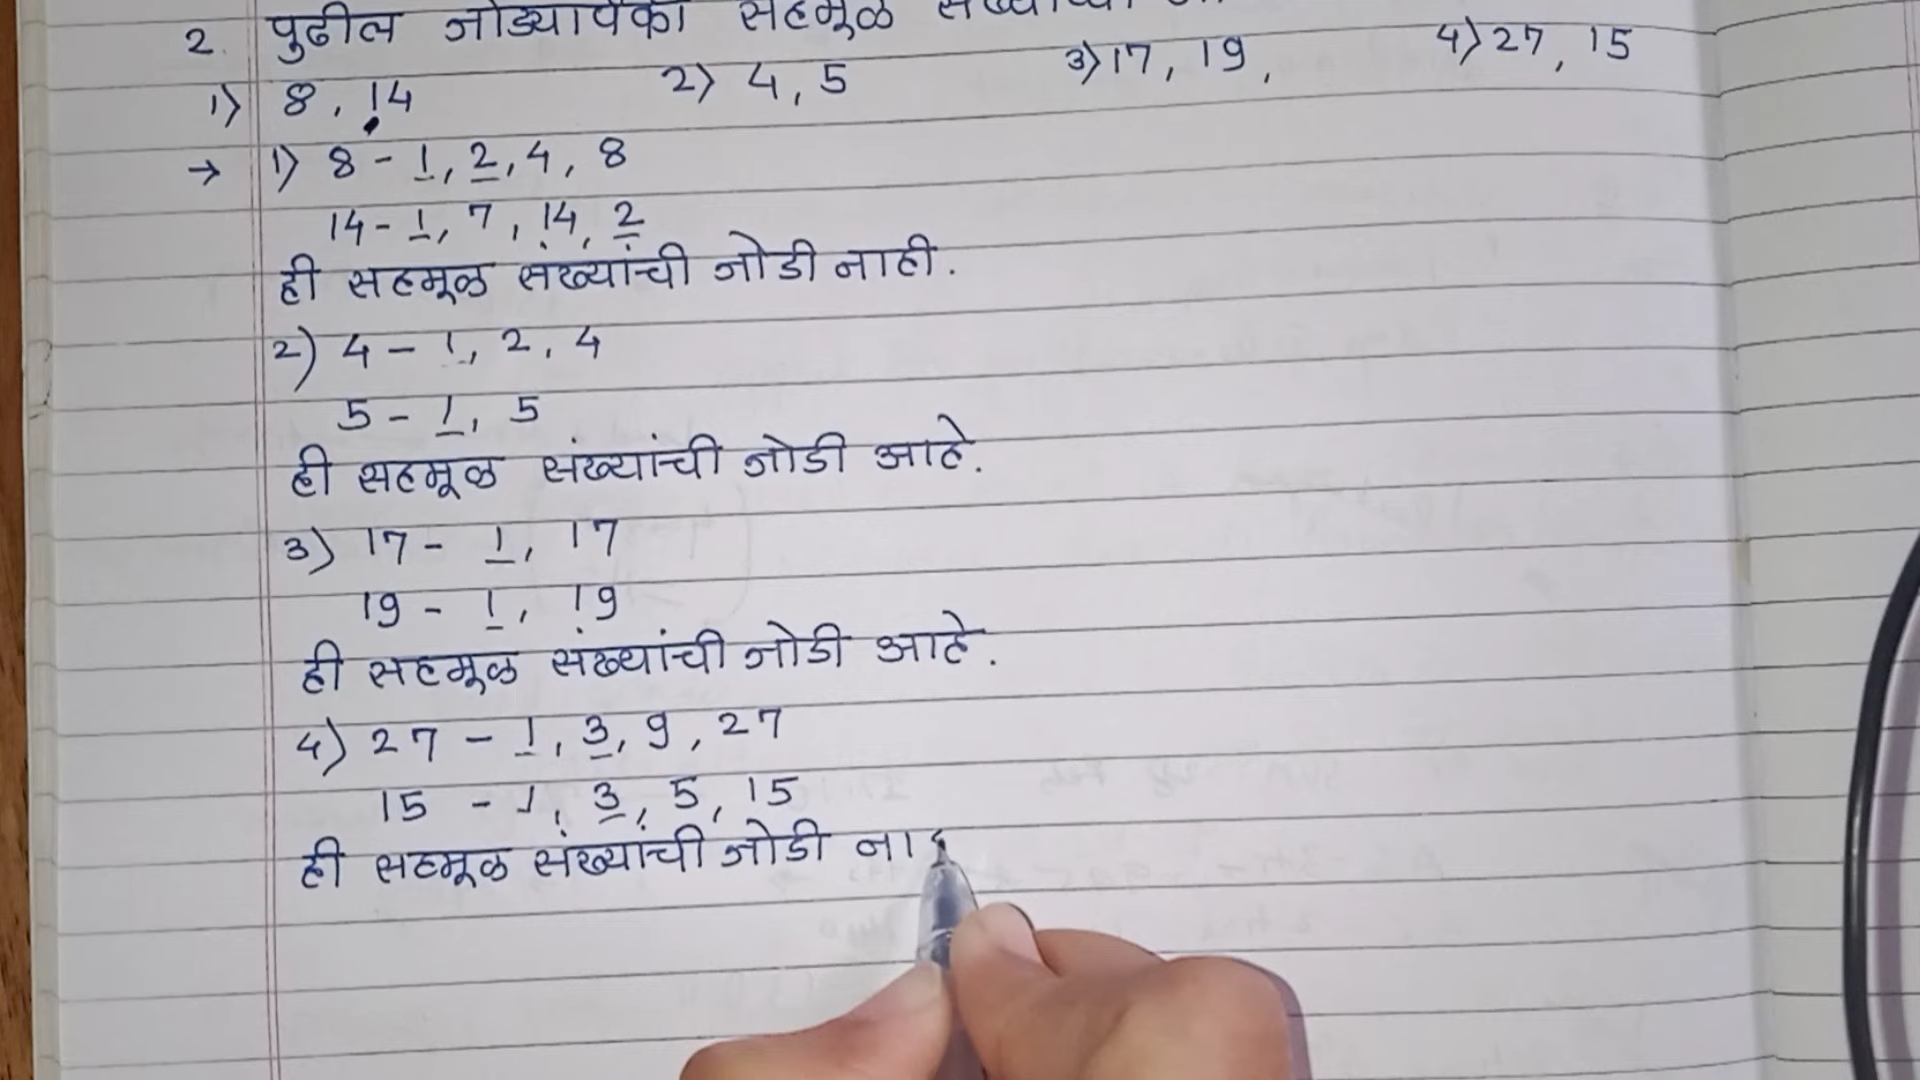 2. पुढील जोड्यांपैकी सहमूळ
1) 8, 14 2) 4, 5 3) 17, 19, 4) 27, 15
→ 1) 8 - 1, 2, 4, 8
14 - 1, 7, 14, 2
ही सहमूळ संख्यांची जोडी नाही.
2) 4 - 1, 2, 4
5 - 1, 5
ही सहमूळ संख्यांची जोडी आहे.
3) 17 - 1, 17
19 - 1, 19
ही सहमूळ संख्यांची जोडी आहे.
4) 27 - 1, 3, 9, 27
15 - 1, 3, 5, 15
ही सहमूळ संख्यांची जोडी ना